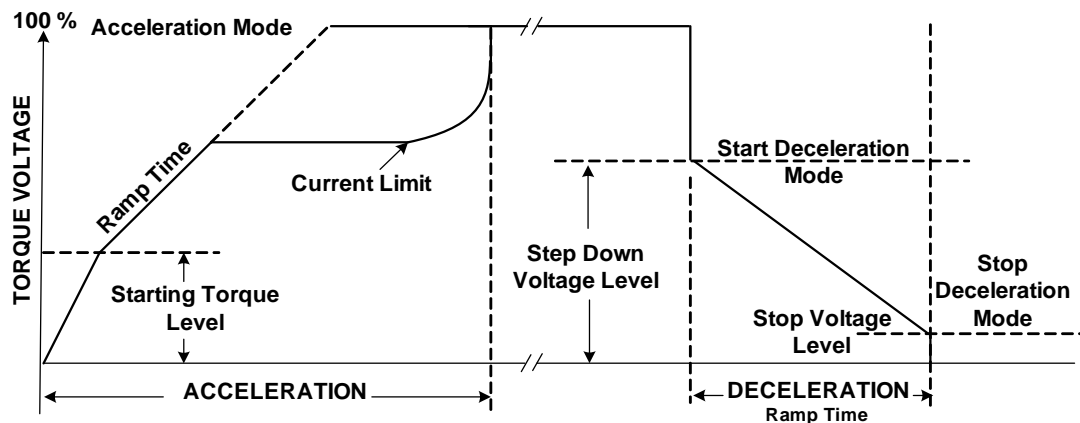 100 % Acceleration Mode
TORQUE VOLTAGE
Ramp Time
Current Limit
Starting Torque
Level
Start Deceleration
Mode
Step Down
Voltage Level
Stop
Deceleration
Mode
Stop Voltage
Level
ACCELERATION
DECELERATION
Ramp Time